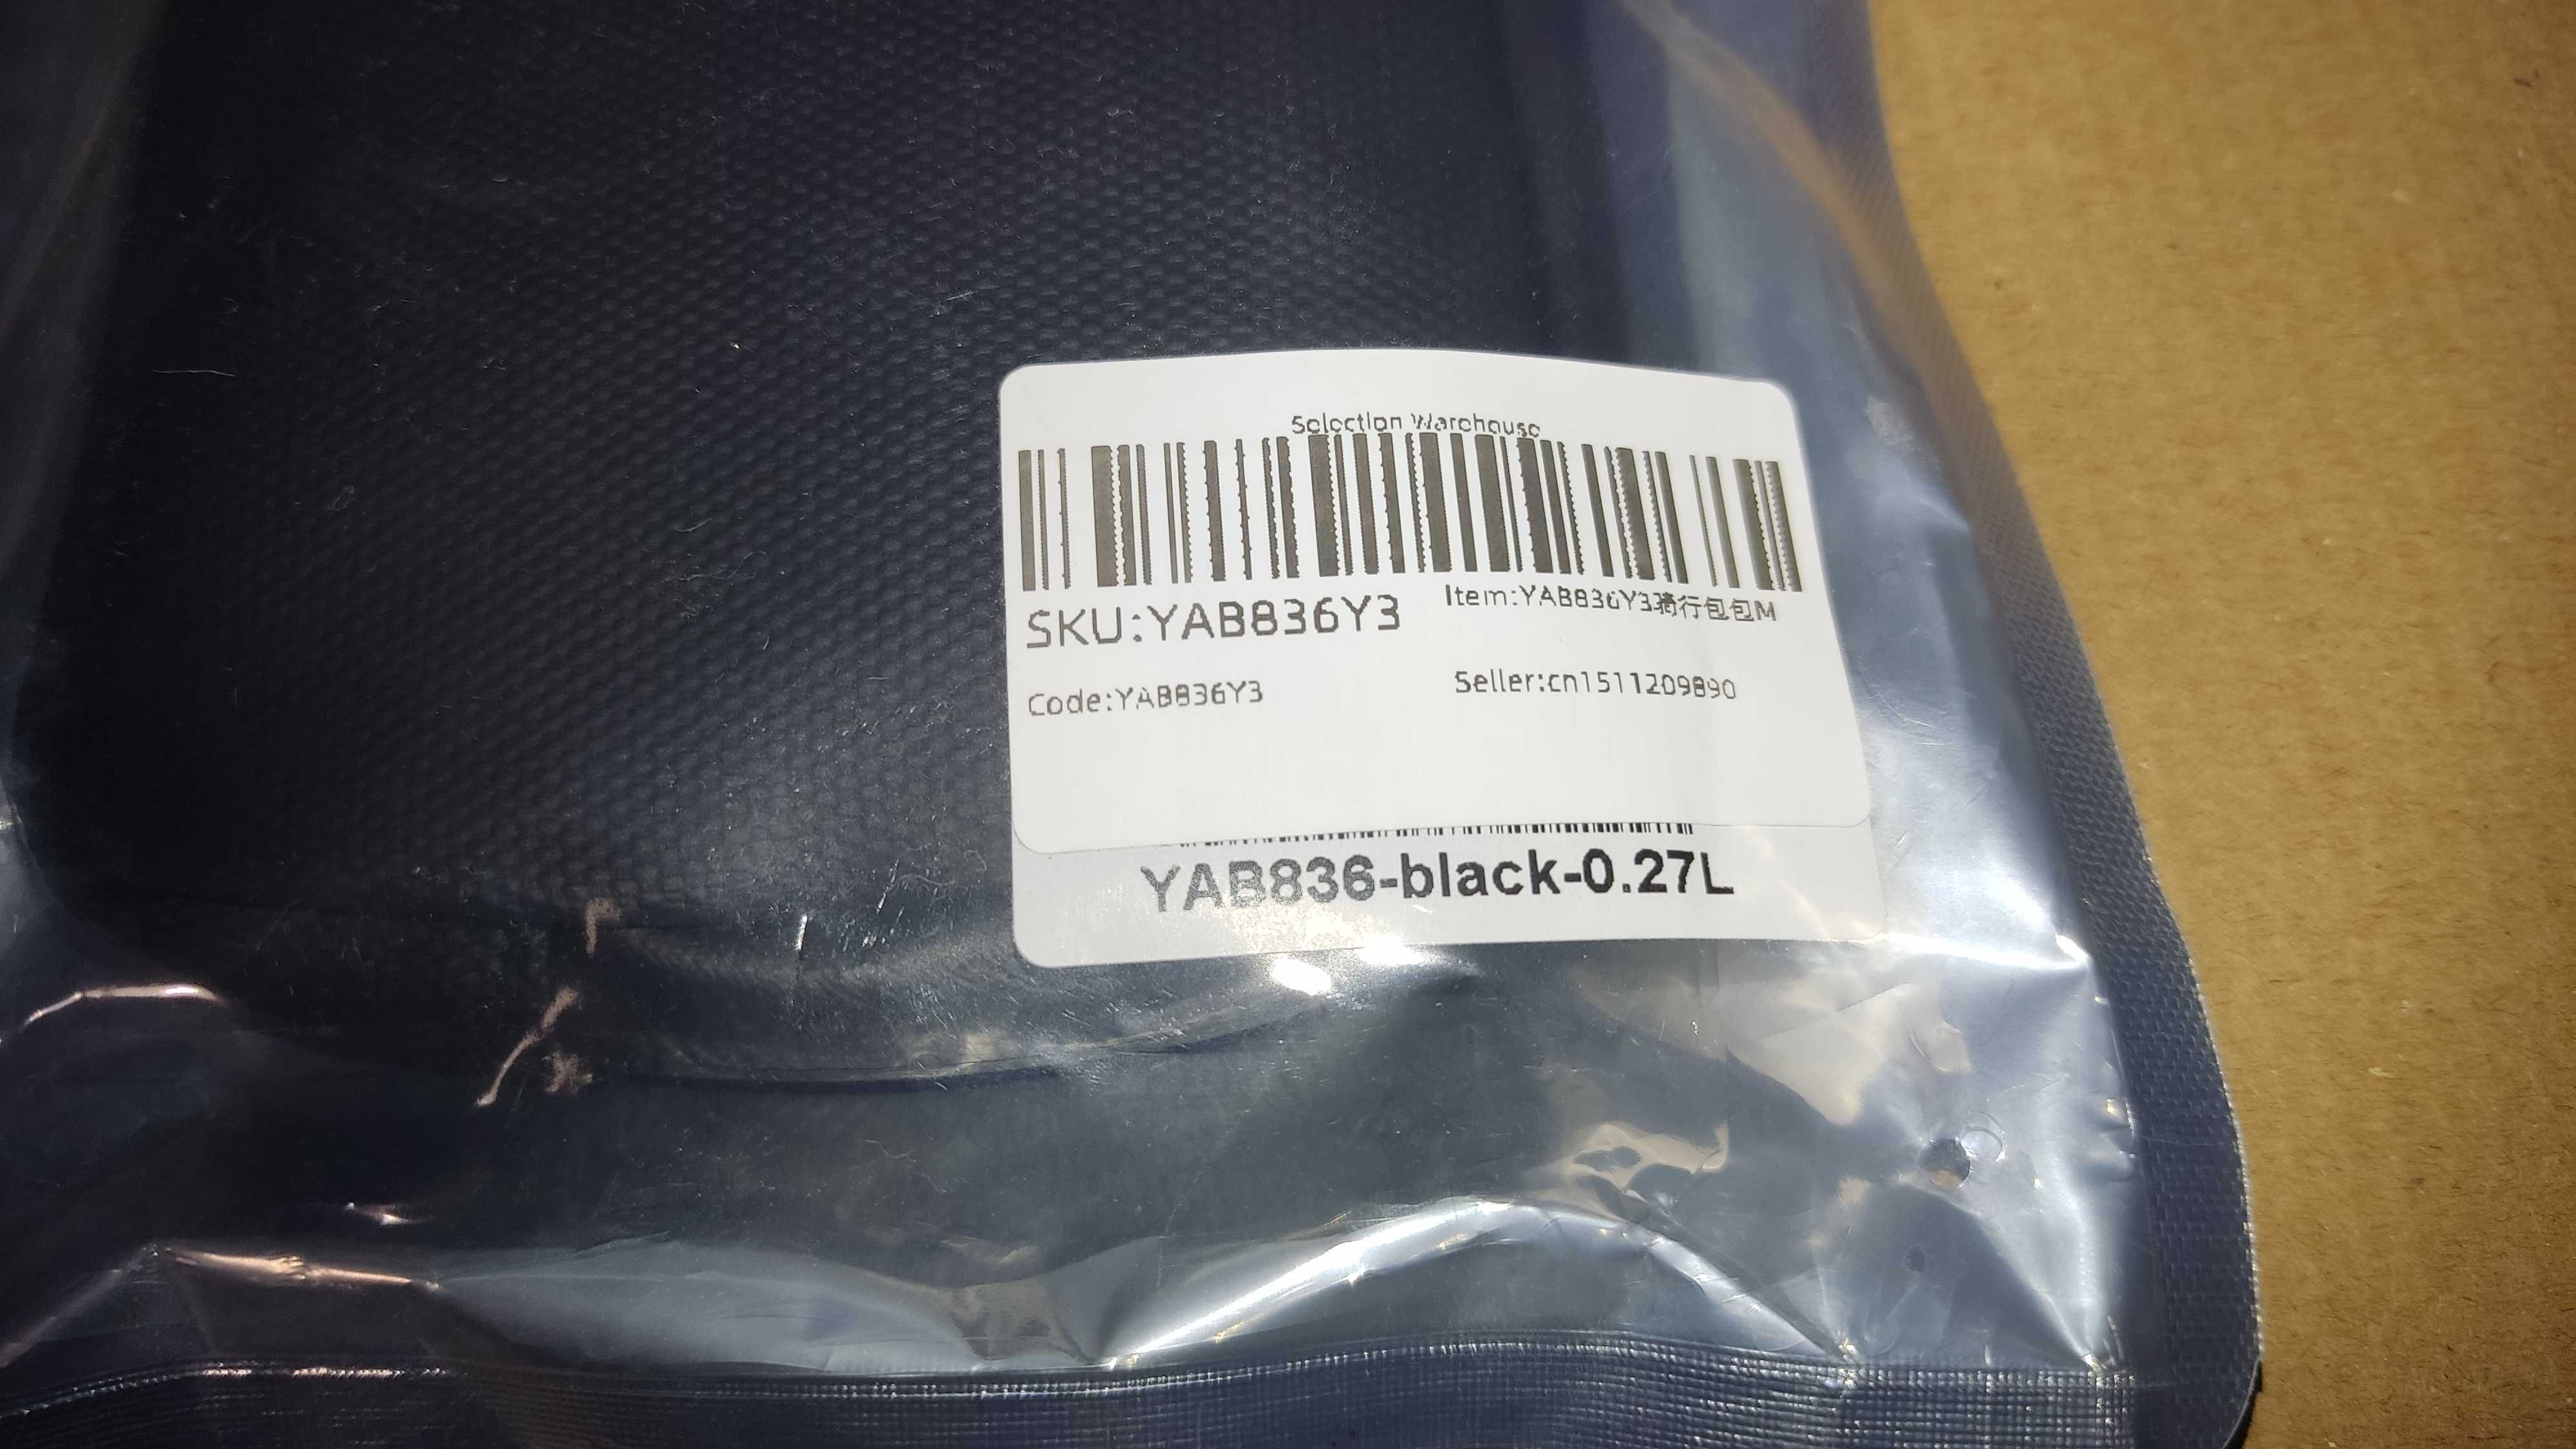 Selection Warehouse
SKU:YAB836Y3
Item:YAB836Y3骑行包包M
Code:YAB836Y3
Seller:cn1511209890
YAB836-black-0.27L